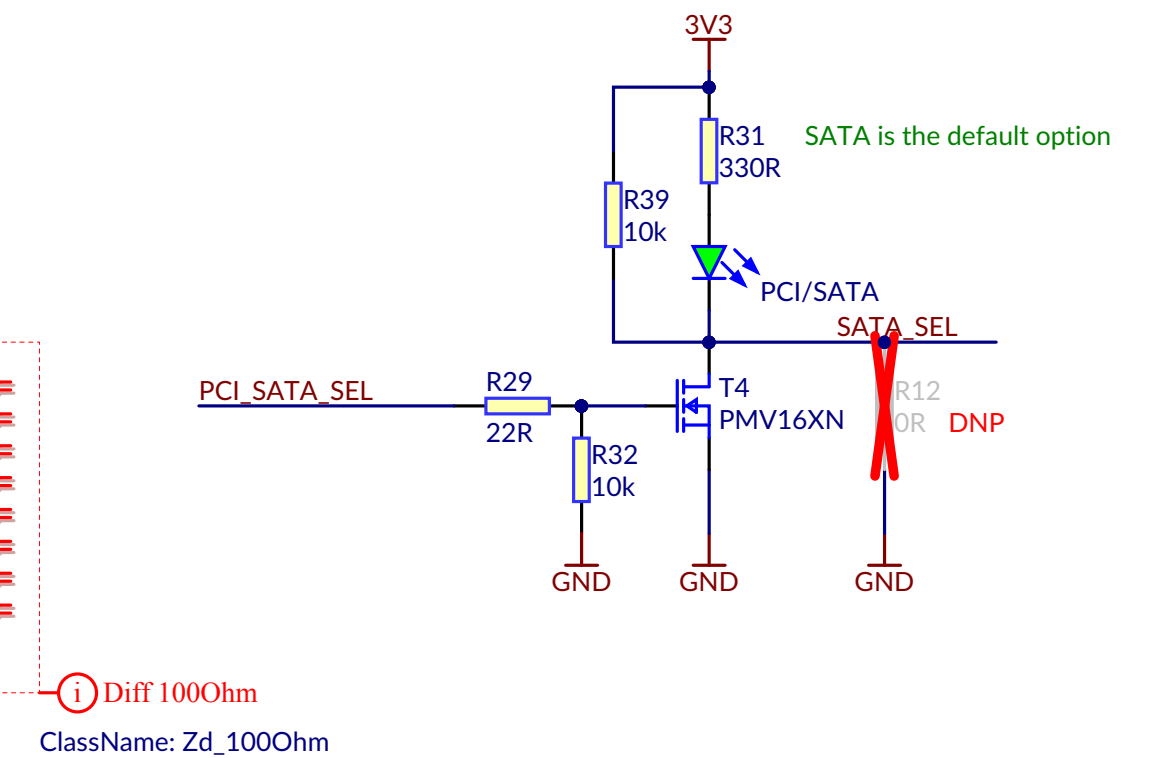 3V3
R31
330R
SATA is the default option
R39
10k
PCI/SATA
SATA_SEL
PCI_SATA_SEL
R29
22R
T4
PMV16XN
R12
0R
DNP
R32
10k
GND
GND
GND
i
Diff 100Ohm
ClassName: Zd_100Ohm